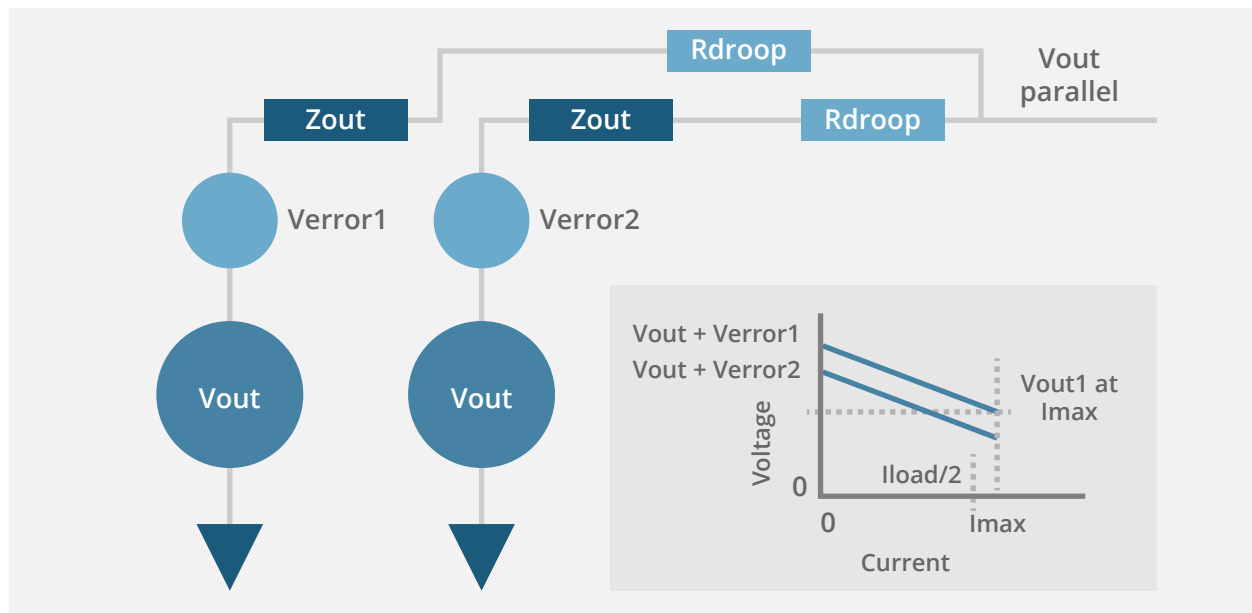 Rdroop
Vout
parallel
Zout
Zout
Rdroop
Verror1
Verror2
Vout
Vout
Vout + Verror1
Vout + Verror2
Vout1 at
Imax
Voltage
Iload/2
0
0
Imax
Current